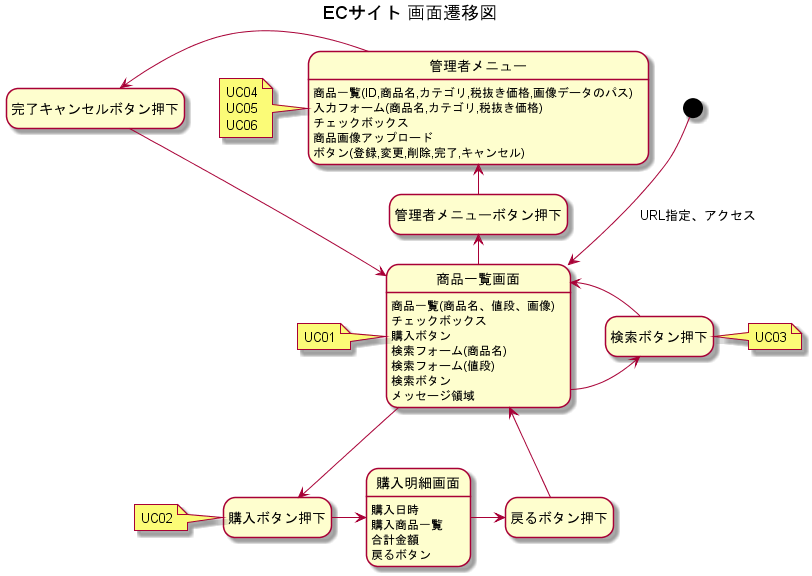 ECサイト 画面遷移図
管理者メニュー
商品一覧(ID,商品名,カテゴリ,税抜き価格,画像データのパス)
入力フォーム(商品名,カテゴリ,税抜き価格)
チェックボックス
商品画像アップロード
ボタン(登録,変更,削除,完了,キャンセル)
UC04
UC05
UC06
完了キャンセルボタン押下
管理者メニューボタン押下
URL指定、アクセス
商品一覧画面
商品一覧(商品名、値段、画像)
チェックボックス
購入ボタン
検索フォーム(商品名)
検索フォーム(値段)
検索ボタン
メッセージ領域
UC01
検索ボタン押下
UC03
UC02
購入ボタン押下
購入明細画面
購入日時
購入商品一覧
合計金額
戻るボタン
戻るボタン押下